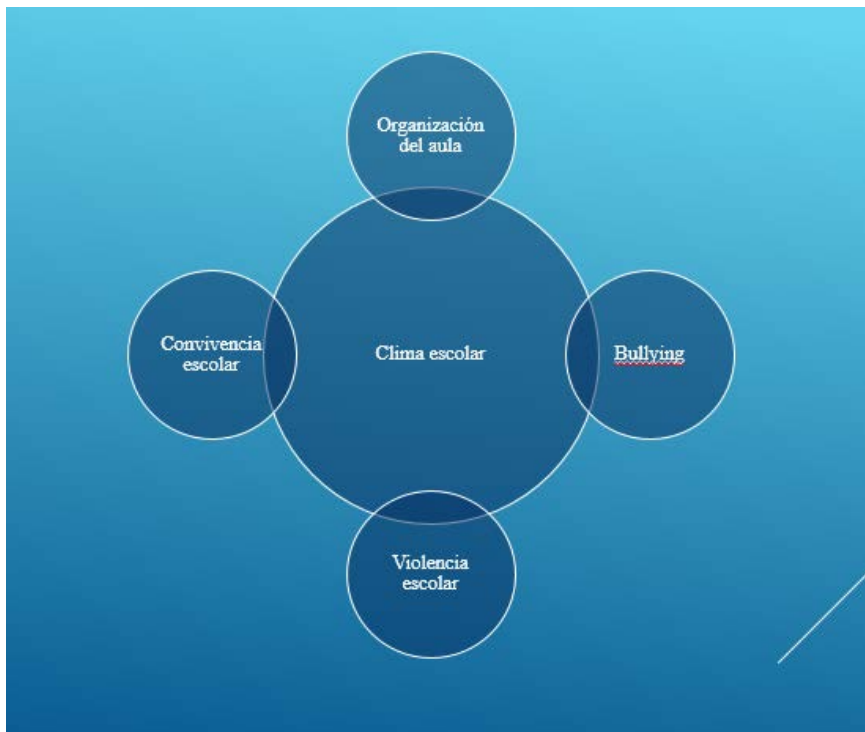 Organización
del aula
Convivencia
escolar
Clima escolar
Bullying
Violencia
escolar